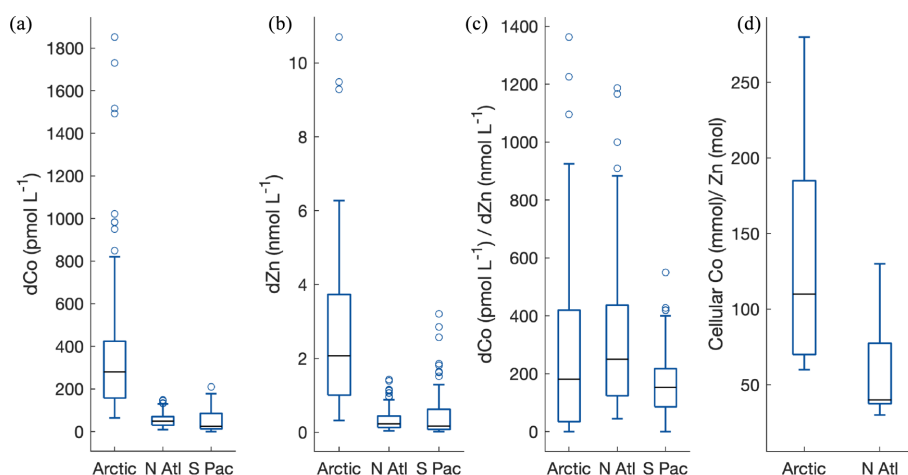 (a)
dCo (pmol L⁻¹)
1800
1600
1400
1200
1000
800
600
400
200
0
Arctic N Atl S Pac
(b)
dZn (nmol L⁻¹)
10
8
6
4
2
0
Arctic N Atl S Pac
(c)
dCo (pmol L⁻¹) / dZn (nmol L⁻¹)
1400
1200
1000
800
600
400
200
0
Arctic N Atl S Pac
(d)
Cellular Co (mmol)/ Zn (mol)
250
200
150
100
50
Arctic N Atl